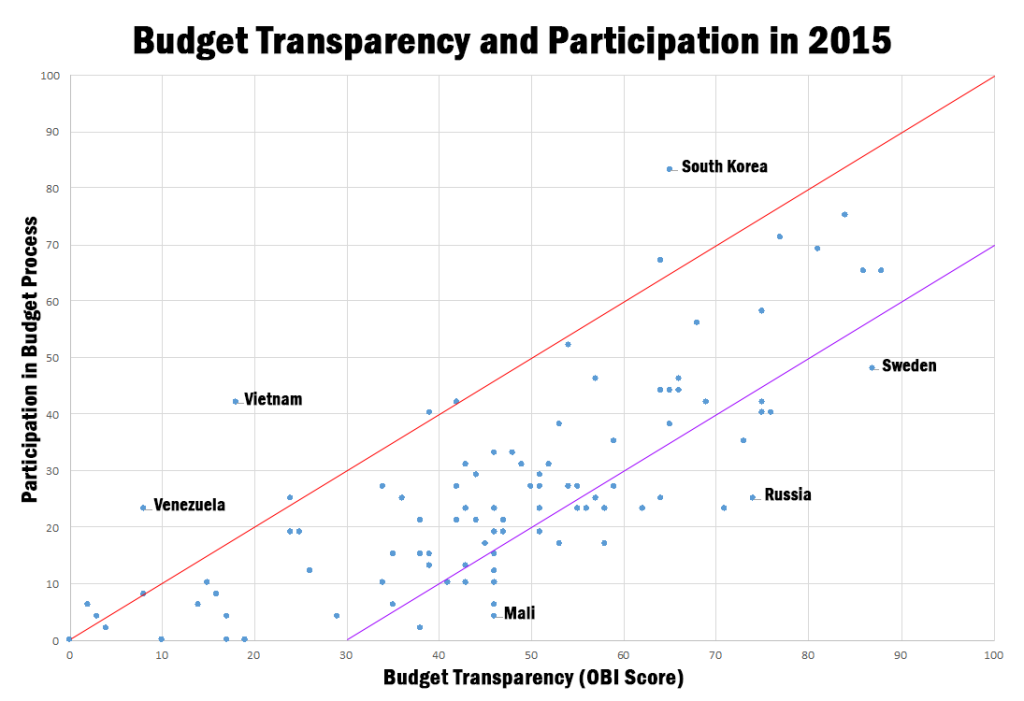 Budget Transparency and Participation in 2015
Participation in Budget Process
100
90
80
70
60
50
40
30
20
10
0
South Korea
Sweden
Vietnam
Venezuela
Russia
Mali
0
10
20
30
40
50
60
70
80
90
100
Budget Transparency (OBI Score)